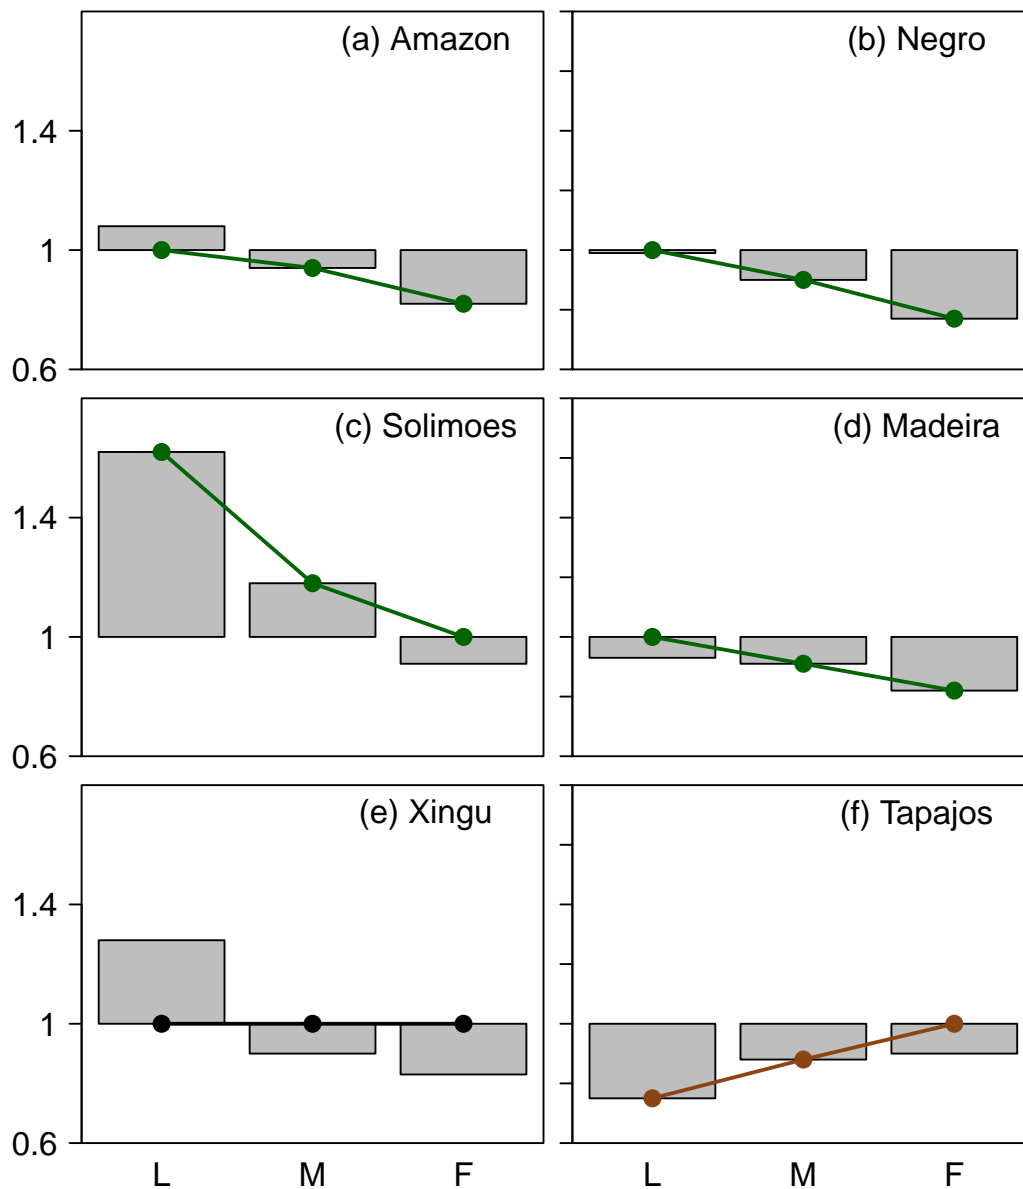 (a) Amazon
(b) Negro
1.4
1
0.6
(c) Solimoes
(d) Madeira
1.4
1
0.6
(e) Xingu
(f) Tapajos
1.4
1
0.6
L M F L M F